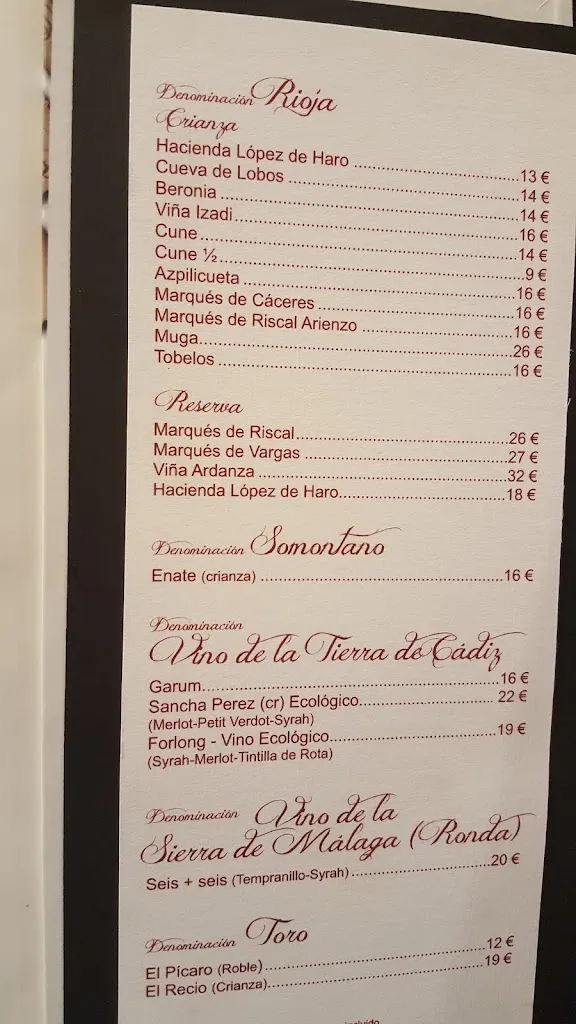 Denominación Rioja
Crianza
Hacienda López de Haro ........................................13 €
Cueva de Lobos ........................................14 €
Beronia ........................................14 €
Viña Izadi........................................16 €
Cune........................................14 €
Cune ½........................................9 €
Azpilicueta ........................................16 €
Marqués de Cáceres ........................................16 €
Marqués de Riscal Arienzo ........................................16 €
Muga........................................26 €
Tobelos ........................................16 €
Reserva
Marqués de Riscal........................................26 €
Marqués de Vargas ........................................27 €
Viña Ardanza ........................................32 €
Hacienda López de Haro........................................18 €
Denominación Somontano
Enate (crianza) ........................................16 €
Denominación
Vino de la Tierra de Cádiz
Garum........................................16 €
Sancha Perez (cr) Ecológico........................................22 €
(Merlot-Petit Verdot-Syrah)
Forlong - Vino Ecológico........................................19 €
(Syrah-Merlot-Tintilla de Rota)
Denominación Vino de la
Sierra de Málaga (Ronda)
Seis + seis (Tempranillo-Syrah)........................................20 €
Denominación Toro
El Pícaro (Roble)........................................12 €
El Recio (Crianza)........................................19 €
incluido